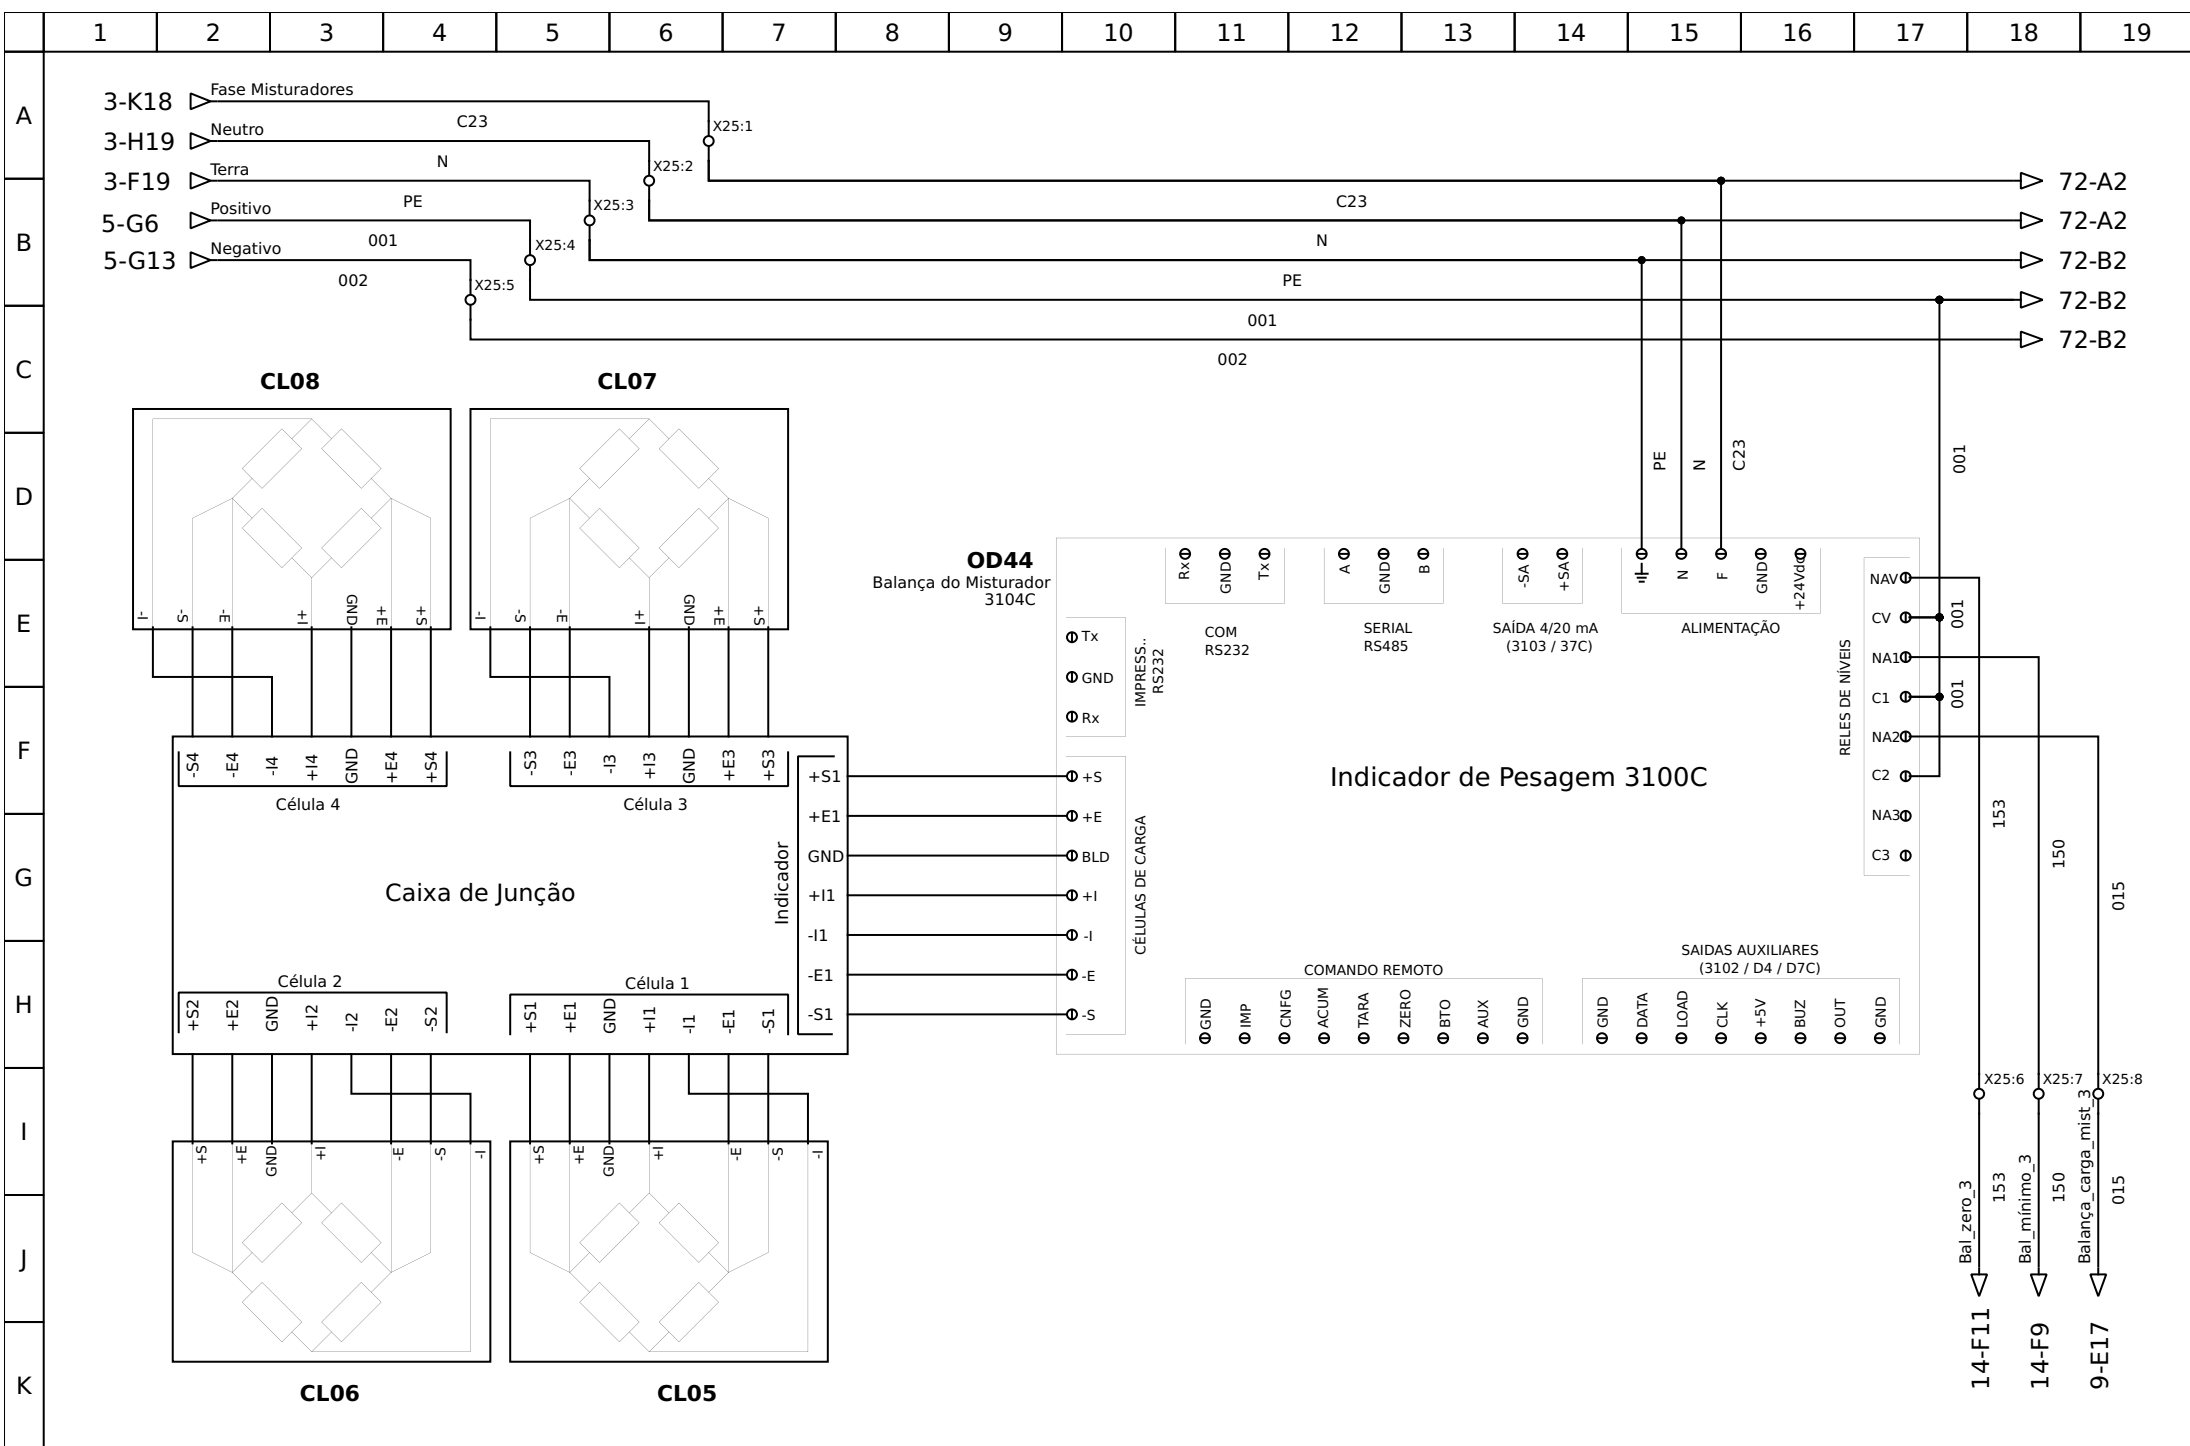 1 2 3 4 5 6 7 8 9 10 11 12 13 14 15 16 17 18 19
A
B
C
D
E
F
G
H
I
J
K
3-K18 Fase Misturadores
C23
X25:1
3-H19 Neutro
N
X25:2
3-F19 Terra
PE
X25:3
5-G6 Positivo
001
X25:4
5-G13 Negativo
002
X25:5
72-A2
C23
72-A2
N
72-B2
PE
72-B2
001
72-B2
002
PE N C23 001
CL08 CL07
-I -S -E +I GND +E +S
-I -S -E +I GND +E +S
-S4 -E4 -I4 +I4 GND +E4 +S4
Célula 4
-S3 -E3 -I3 +I3 GND +E3 +S3
Célula 3
Caixa de Junção
Indicador
+S1
+E1
GND
+I1
-I1
-E1
-S1
Célula 2
+S2 +E2 GND +I2 -I2 -E2 -S2
Célula 1
+S1 +E1 GND +I1 -I1 -E1 -S1
+S +E GND +I -E -S -I
+S +E GND +I -E -S -I
CL06 CL05
OD44
Balança do Misturador
3104C
Rx GND Tx
COM
RS232
A GND B
SERIAL
RS485
-SA +SA
SAÍDA 4/20 mA
(3103 / 37C)
N F GND +24Vdc
ALIMENTAÇÃO
Tx
GND
Rx
IMPRESS..
RS232
+S
+E
BLD
+I
-I
-E
-S
CÉLULAS DE CARGA
Indicador de Pesagem 3100C
RELES DE NÍVEIS
NAV
CV
NA1
C1
NA2
C2
NA3
C3
001
001
153
150
015
COMANDO REMOTO
GND IMP CNFG ACUM TARA ZERO BTO AUX GND
SAIDAS AUXILIARES
(3102 / D4 / D7C)
GND DATA LOAD CLK +5V BUZ OUT GND
X25:6 X25:7 X25:8
Bal_zero_3
153
Bal_mínimo_3
150
Balança_carga_mist_3
015
14-F11
14-F9
9-E17